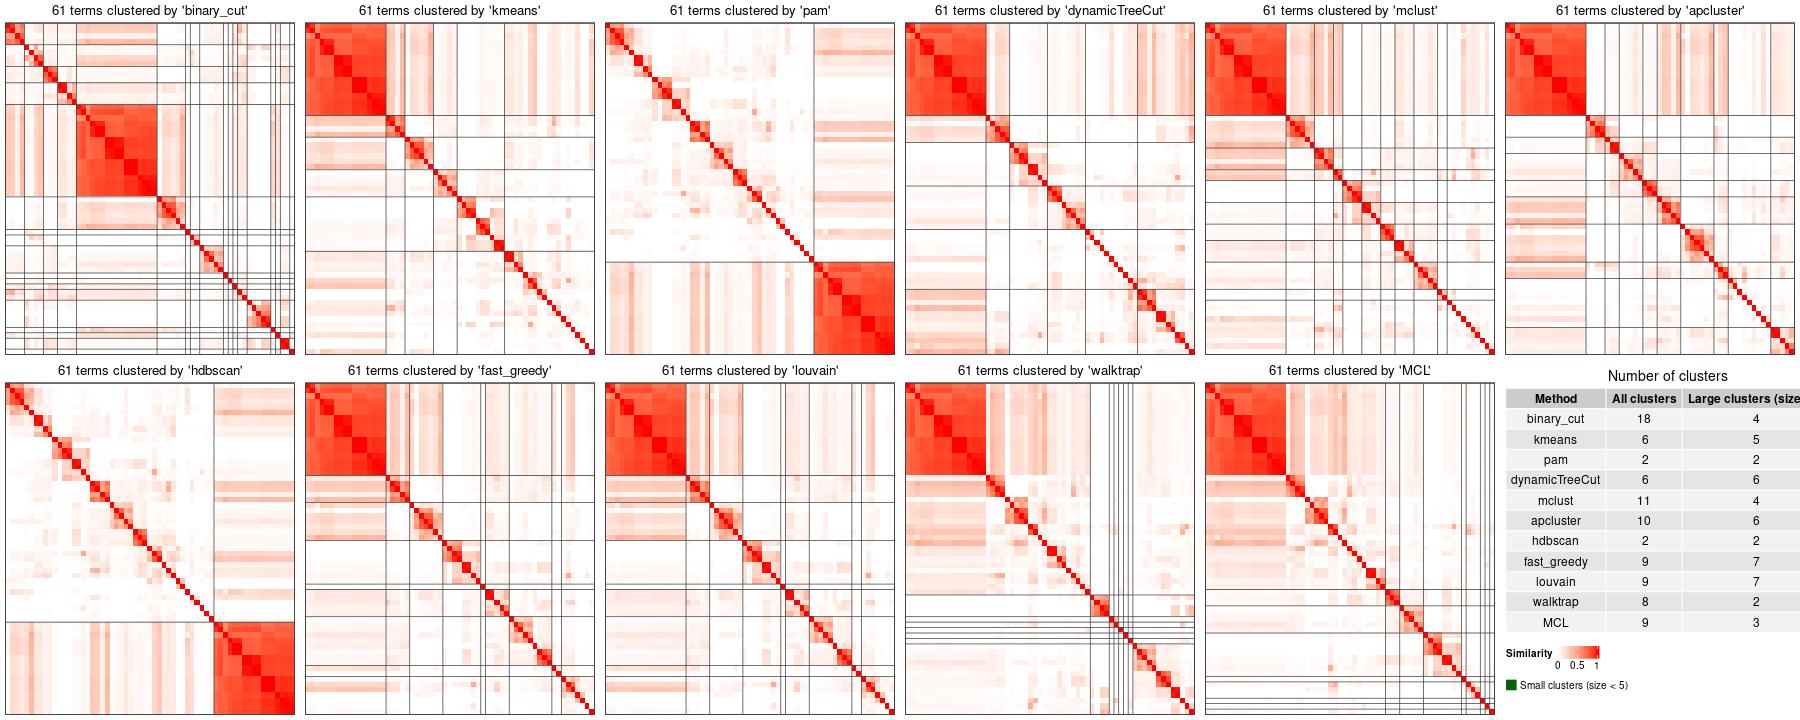 61 terms clustered by 'binary_cut'
61 terms clustered by 'kmeans'
61 terms clustered by 'pam'
61 terms clustered by 'dynamicTreeCut'
61 terms clustered by 'mclust'
61 terms clustered by 'apcluster'
61 terms clustered by 'hdbscan'
61 terms clustered by 'fast_greedy'
61 terms clustered by 'louvain'
61 terms clustered by 'walktrap'
61 terms clustered by 'MCL'
Number of clusters
Method All clusters Large clusters (size
binary_cut 18 4
kmeans 6 5
pam 2 2
dynamicTreeCut 6 6
mclust 11 4
apcluster 10 6
hdbscan 2 2
fast_greedy 9 7
louvain 9 7
walktrap 8 2
MCL 9 3
Similarity
0 0.5 1
Small clusters (size < 5)